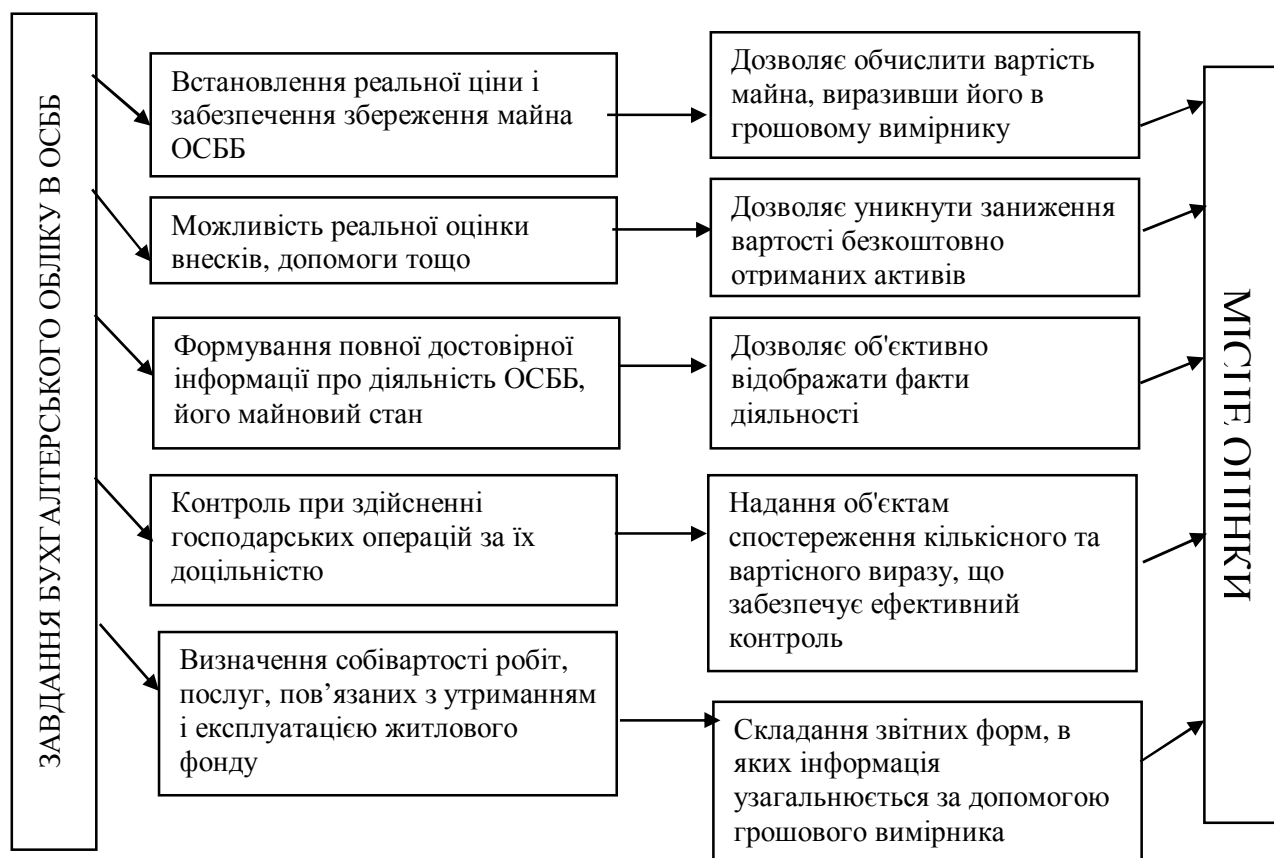 ЗАВДАННЯ БУХГАЛТЕРСЬКОГО ОБЛІКУ В ОСББ
Встановлення реальної ціни і
забезпечення збереження майна
ОСББ
Дозволяє обчислити вартість
майна, виразивши його в
грошовому вимірнику
Можливість реальної оцінки
внесків, допомоги тощо
Дозволяє уникнути заниження
вартості безкоштовно
отриманих активів
Формування повної достовірної
інформації про діяльність ОСББ,
його майновий стан
Дозволяє об'єктивно
відображати факти
діяльності
Контроль при здійсненні
господарських операцій за їх
доцільністю
Надання об'єктам
спостереження кількісного та
вартісного виразу, що
забезпечує ефективний
контроль
Визначення собівартості робіт,
послуг, пов’язаних з утриманням
і експлуатацією житлового
фонду
Складання звітних форм, в
яких інформація
узагальнюється за допомогою
грошового вимірника
МІСЦЕ ОЦІНКИ